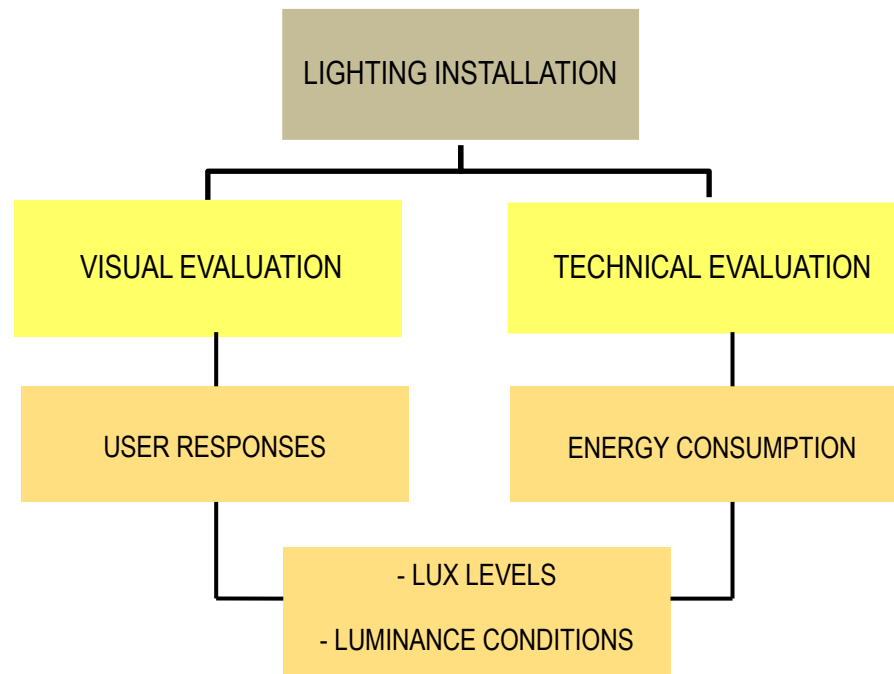 LIGHTING INSTALLATION
VISUAL EVALUATION
TECHNICAL EVALUATION
USER RESPONSES
ENERGY CONSUMPTION
- LUX LEVELS
- LUMINANCE CONDITIONS